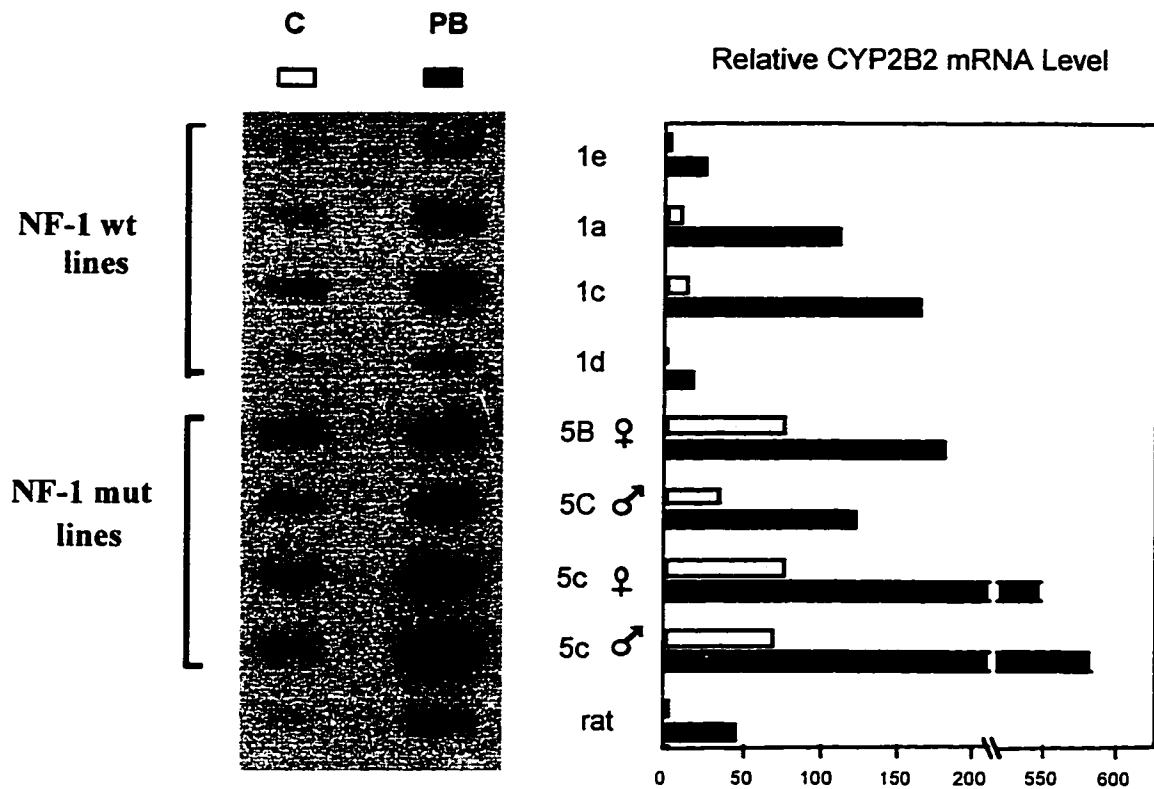 C PB
Relative CYP2B2 mRNA Level
NF-1 wt
lines
NF-1 mut
lines
1e
1a
1c
1d
5B ♀
5C ♂
5c ♀
5c ♂
rat
0 50 100 150 200 550 600